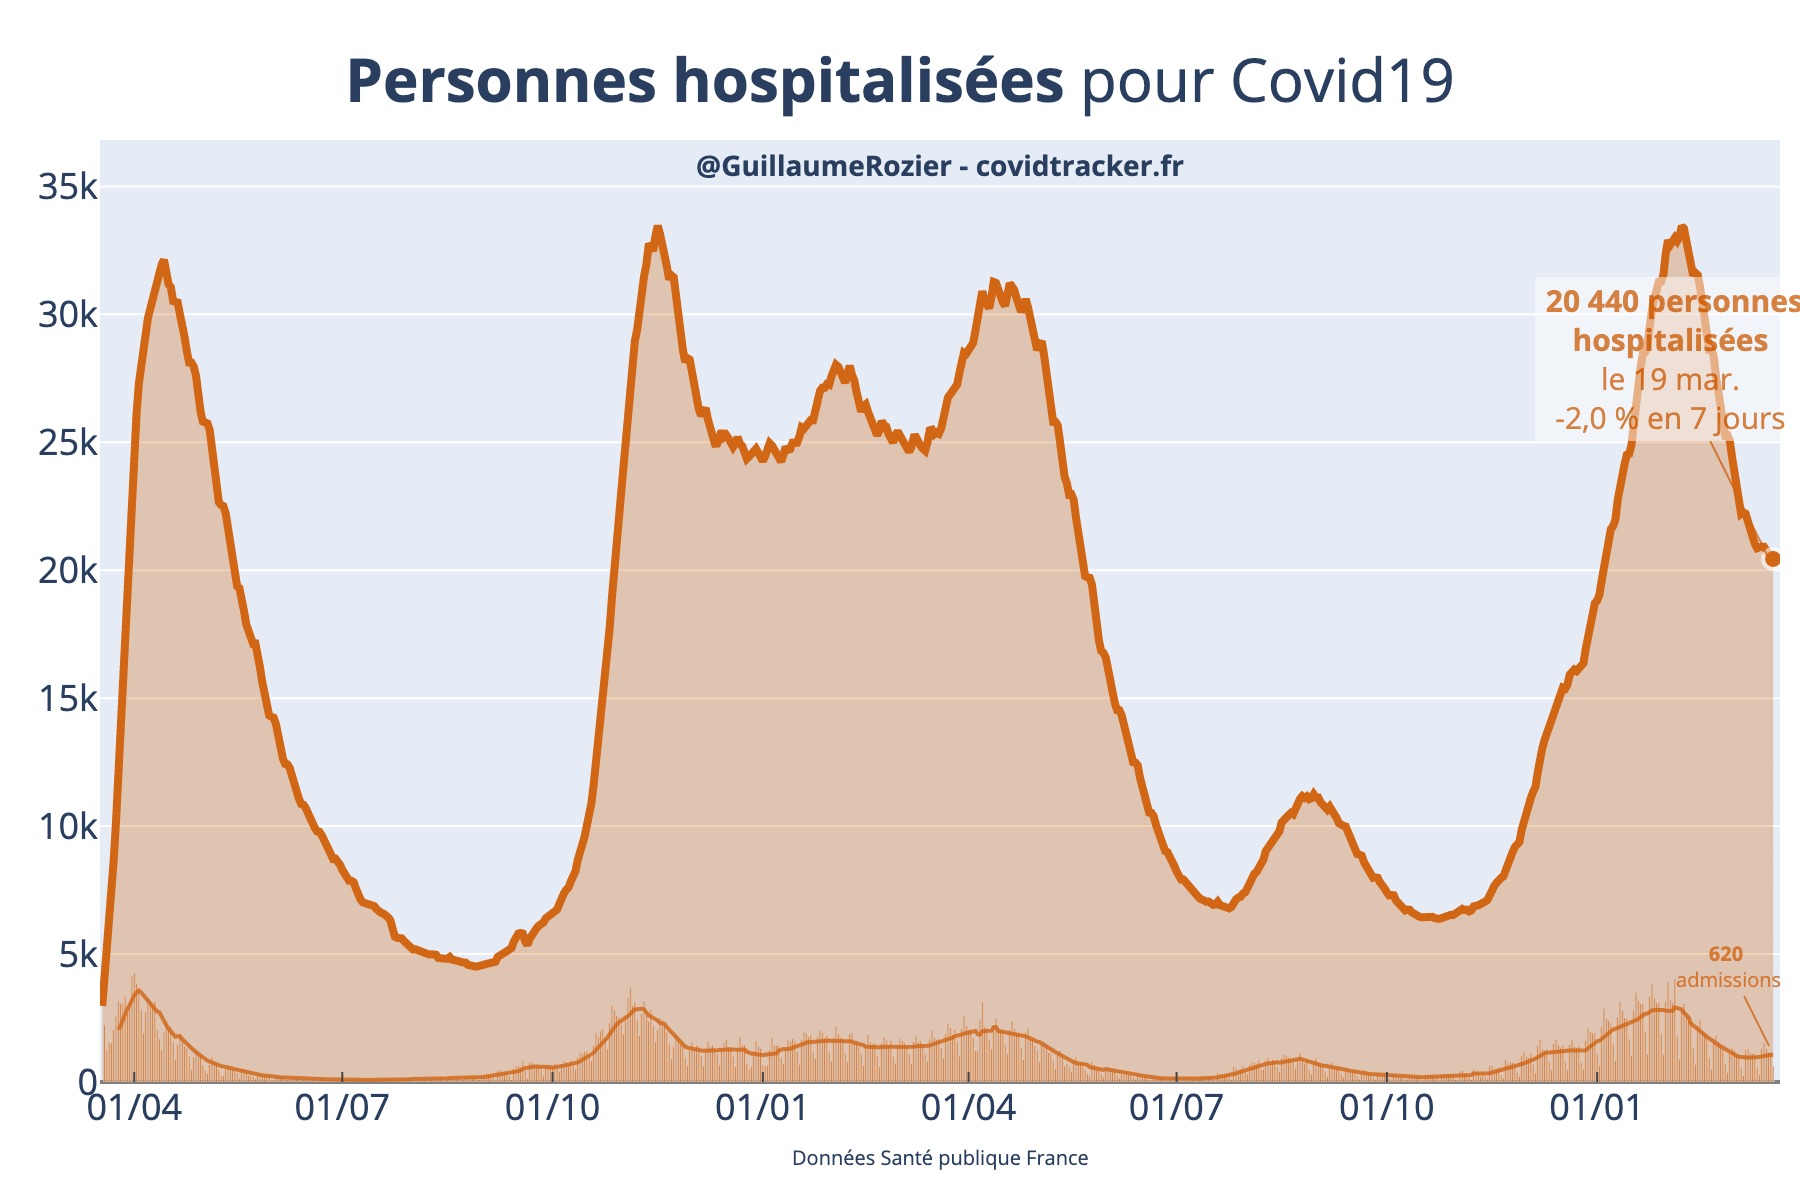 Personnes hospitalisées pour Covid19
@GuillaumeRozier - covidtracker.fr
35k
30k
25k
20k
15k
10k
5k
0
20 440 personnes
hospitalisées
le 19 mar.
-2,0 % en 7 jours
620
admissions
01/04
01/07
01/10
01/01
01/04
01/07
01/10
01/01
Données Santé publique France